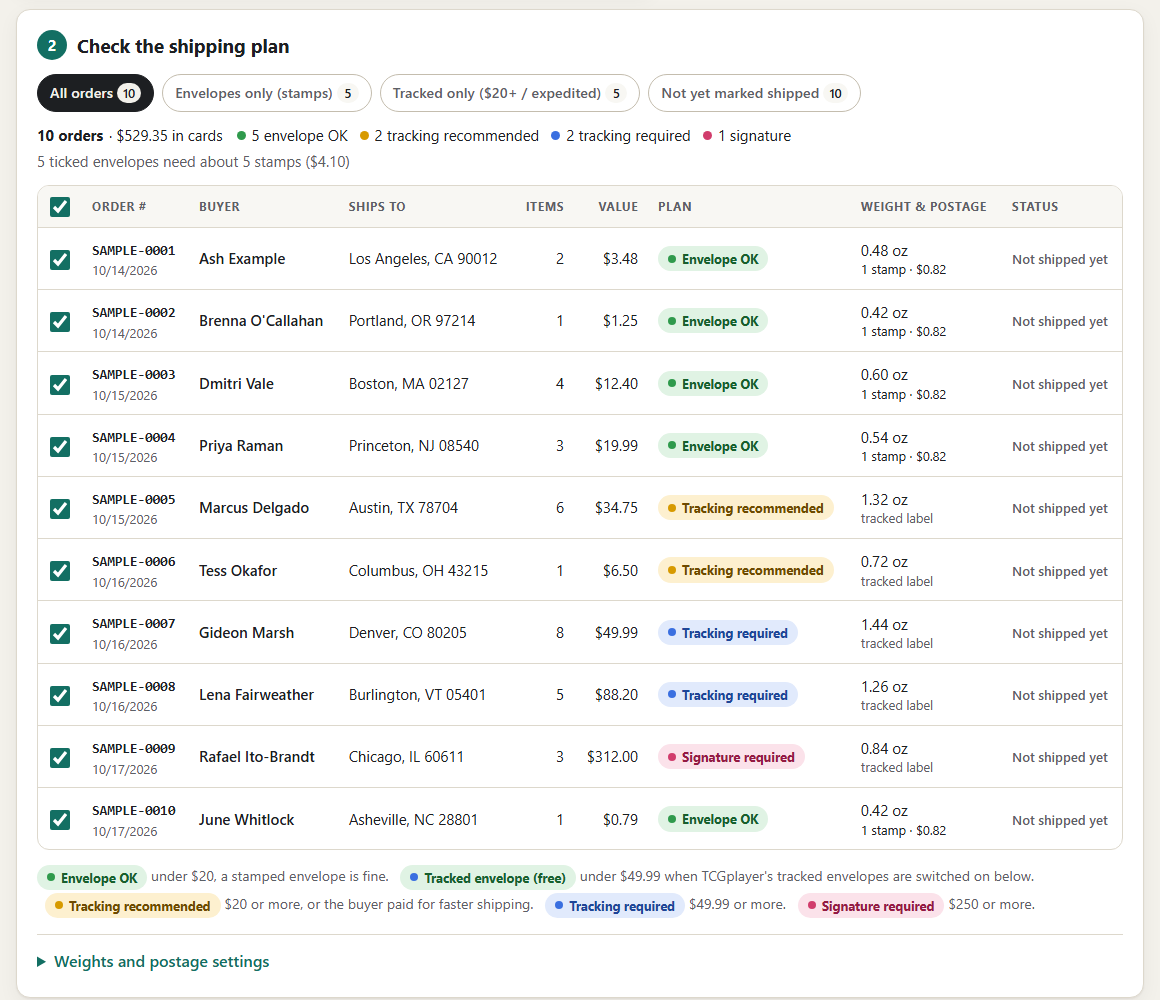 2 Check the shipping plan
All orders 10 Envelopes only (stamps) 5 Tracked only ($20+ / expedited) 5 Not yet marked shipped 10
10 orders · $529.35 in cards 5 envelope OK 2 tracking recommended 2 tracking required 1 signature
5 ticked envelopes need about 5 stamps ($4.10)
ORDER # BUYER SHIPS TO ITEMS VALUE PLAN WEIGHT & POSTAGE STATUS
SAMPLE-0001 Ash Example Los Angeles, CA 90012 2 $3.48 Envelope OK 0.48 oz Not shipped yet
10/14/2026 1 stamp · $0.82
SAMPLE-0002 Brenna O'Callahan Portland, OR 97214 1 $1.25 Envelope OK 0.42 oz Not shipped yet
10/14/2026 1 stamp · $0.82
SAMPLE-0003 Dmitri Vale Boston, MA 02127 4 $12.40 Envelope OK 0.60 oz Not shipped yet
10/15/2026 1 stamp · $0.82
SAMPLE-0004 Priya Raman Princeton, NJ 08540 3 $19.99 Envelope OK 0.54 oz Not shipped yet
10/15/2026 1 stamp · $0.82
SAMPLE-0005 Marcus Delgado Austin, TX 78704 6 $34.75 Tracking recommended 1.32 oz Not shipped yet
10/15/2026 tracked label
SAMPLE-0006 Tess Okafor Columbus, OH 43215 1 $6.50 Tracking recommended 0.72 oz Not shipped yet
10/16/2026 tracked label
SAMPLE-0007 Gideon Marsh Denver, CO 80205 8 $49.99 Tracking required 1.44 oz Not shipped yet
10/16/2026 tracked label
SAMPLE-0008 Lena Fairweather Burlington, VT 05401 5 $88.20 Tracking required 1.26 oz Not shipped yet
10/16/2026 tracked label
SAMPLE-0009 Rafael Ito-Brandt Chicago, IL 60611 3 $312.00 Signature required 0.84 oz Not shipped yet
10/17/2026 tracked label
SAMPLE-0010 June Whitlock Asheville, NC 28801 1 $0.79 Envelope OK 0.42 oz Not shipped yet
10/17/2026 1 stamp · $0.82
Envelope OK under $20, a stamped envelope is fine. Tracked envelope (free) under $49.99 when TCGplayer's tracked envelopes are switched on below.
Tracking recommended $20 or more, or the buyer paid for faster shipping. Tracking required $49.99 or more. Signature required $250 or more.
Weights and postage settings